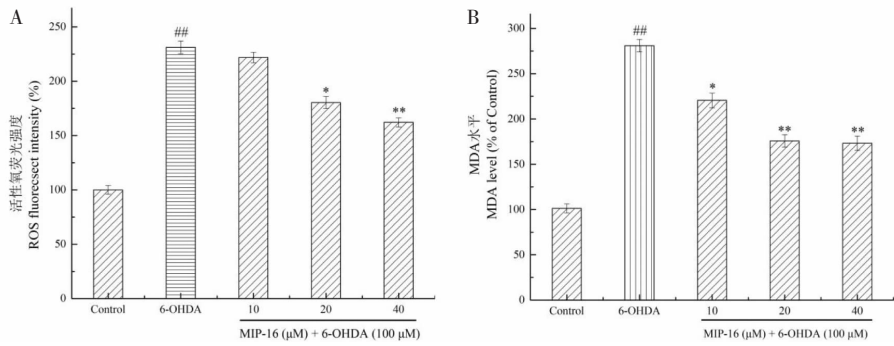 A
活性氧荧光强度
ROS fluorecsect intensity (%)
250
200
150
100
50
0
##
*
**
Control
6-OHDA
10
20
40
MIP-16 (μM) + 6-OHDA (100 μM)
B
MDA水平
MDA level (% of Control)
300
250
200
150
100
50
0
##
*
**
**
Control
6-OHDA
10
20
40
MIP-16 (μM) + 6-OHDA (100 μM)